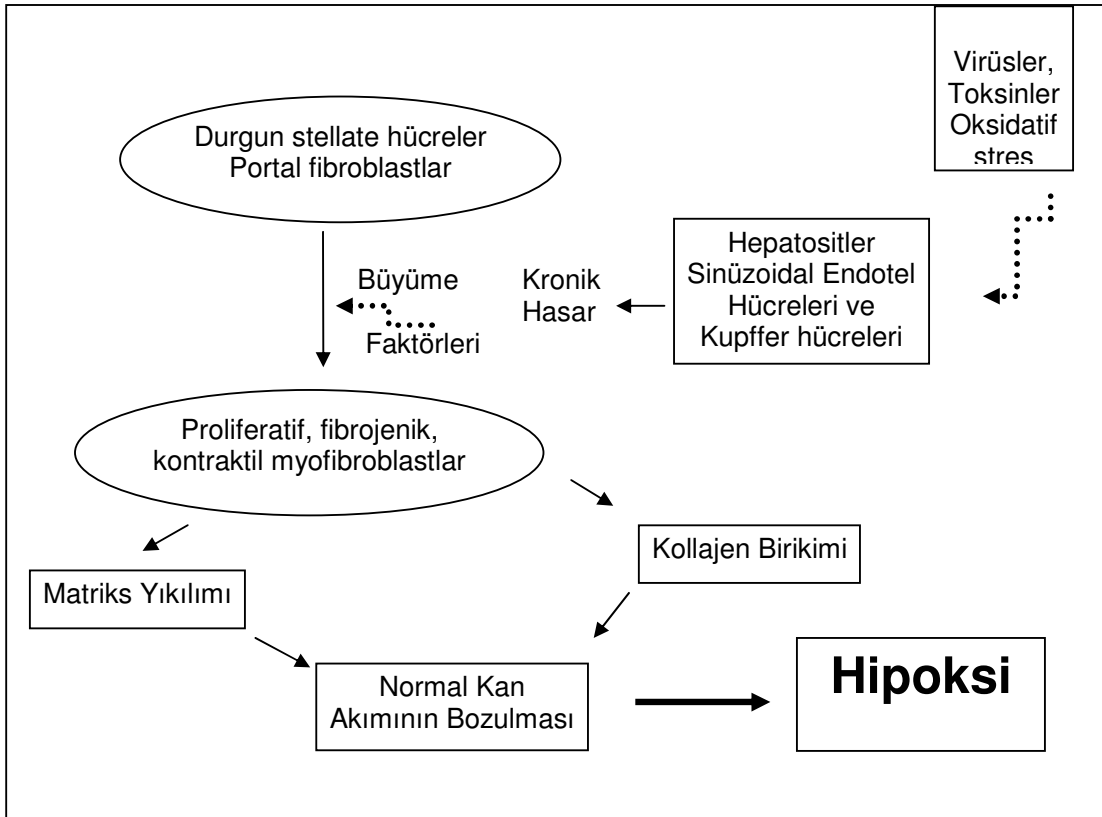 Virüsler,
Toksinler
Oksidatif
stres
Durgun stellate hücreler
Portal fibroblastlar
Hepatositler
Sinüzoidal Endotel
Hücreleri ve
Kupffer hücreleri
Kronik
Hasar
Büyüme
Faktörleri
Proliferatif, fibrojenik,
kontraktil myofibroblastlar
Kollajen Birikimi
Matriks Yıkılımı
Normal Kan
Akımının Bozulması
Hipoksi